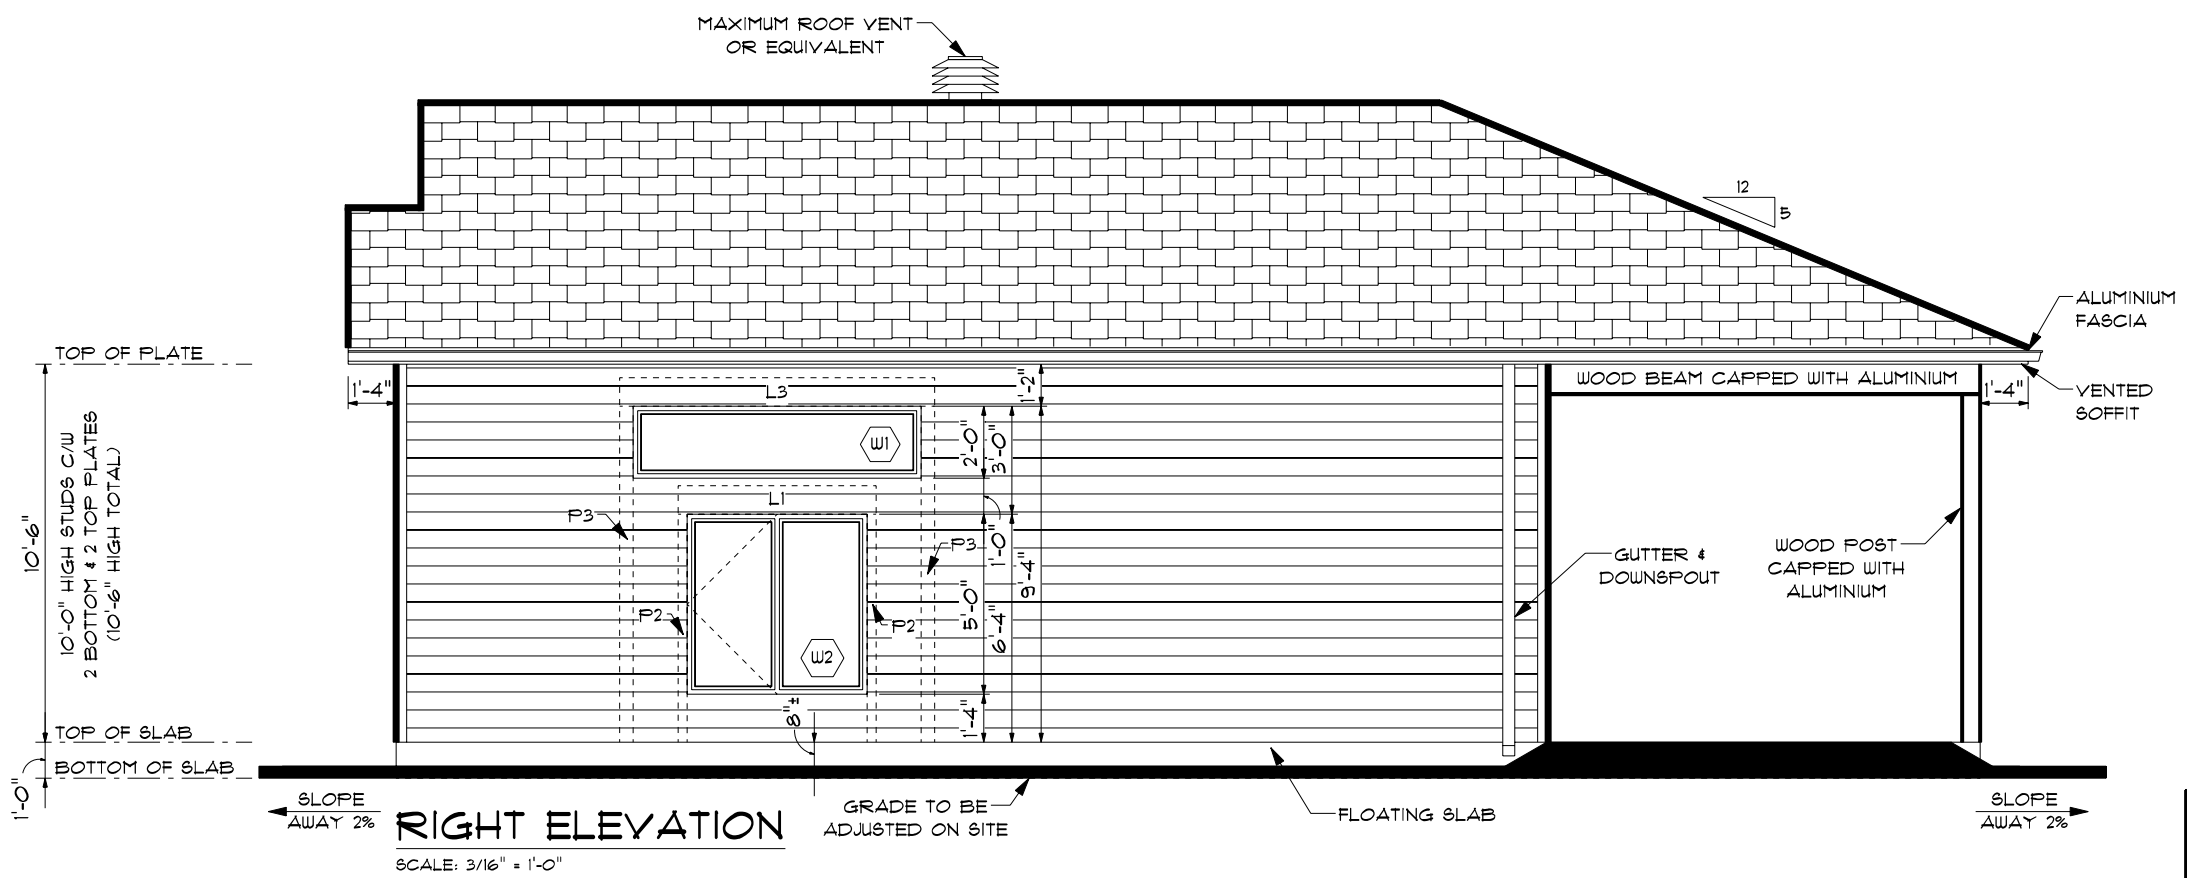 MAXIMUM ROOF VENT
OR EQUIVALENT
12
5
ALUMINIUM
FASCIA
TOP OF PLATE
1'-4"
L3
1'-2"
WOOD BEAM CAPPED WITH ALUMINIUM
1'-4"
VENTED
SOFFIT
W1
2'-0"
3'-0"
L1
P3
P3
1'-0"
9'-4"
10'-6"
10'-0" HIGH STUDS C/W
2 BOTTOM & 2 TOP PLATES
(10'-6" HIGH TOTAL)
GUTTER &
DOWNSPOUT
WOOD POST
CAPPED WITH
ALUMINIUM
P2
P2
5'-0"
6'-4"
W2
8"±
1'-4"
TOP OF SLAB
BOTTOM OF SLAB
1'-0"
SLOPE
AWAY 2%
RIGHT ELEVATION
SCALE: 3/16" = 1'-0"
GRADE TO BE
ADJUSTED ON SITE
FLOATING SLAB
SLOPE
AWAY 2%